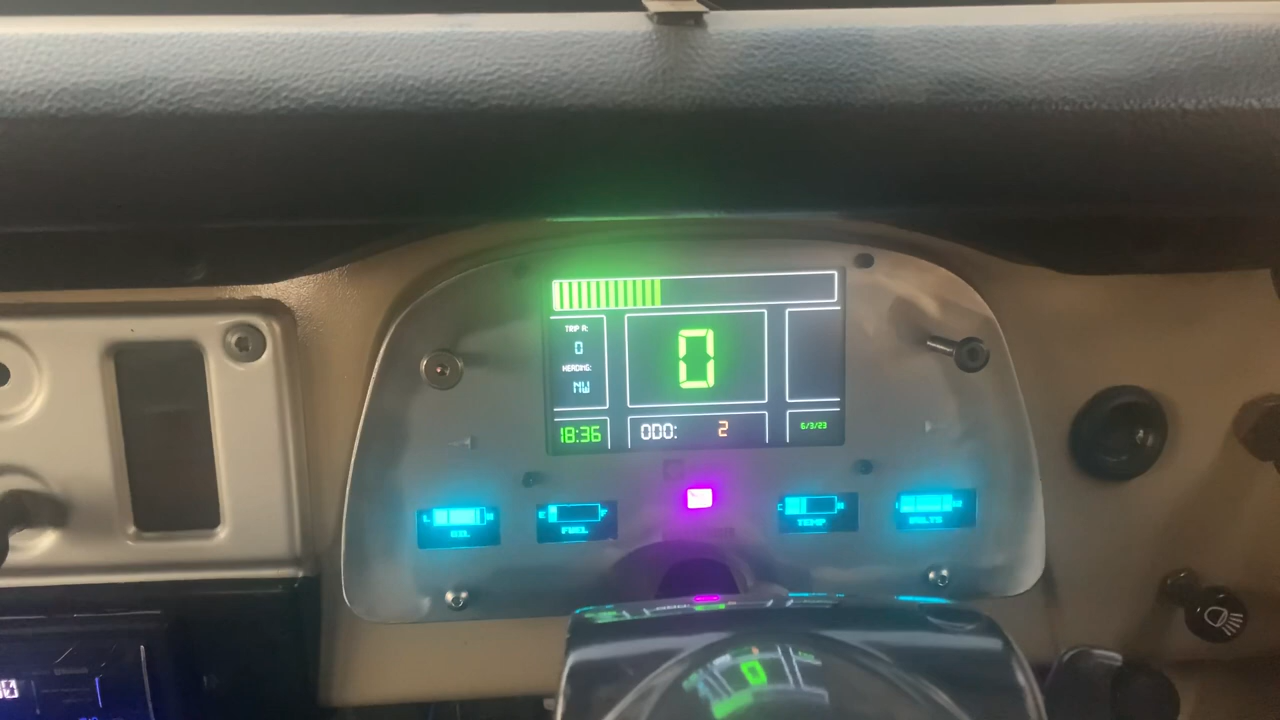 TRIP A:
0
0
HEADING:
NW
18:36
ODO: 2
6/3/23
L H
OIL
E F
FUEL
C H
TEMP
VOLTS